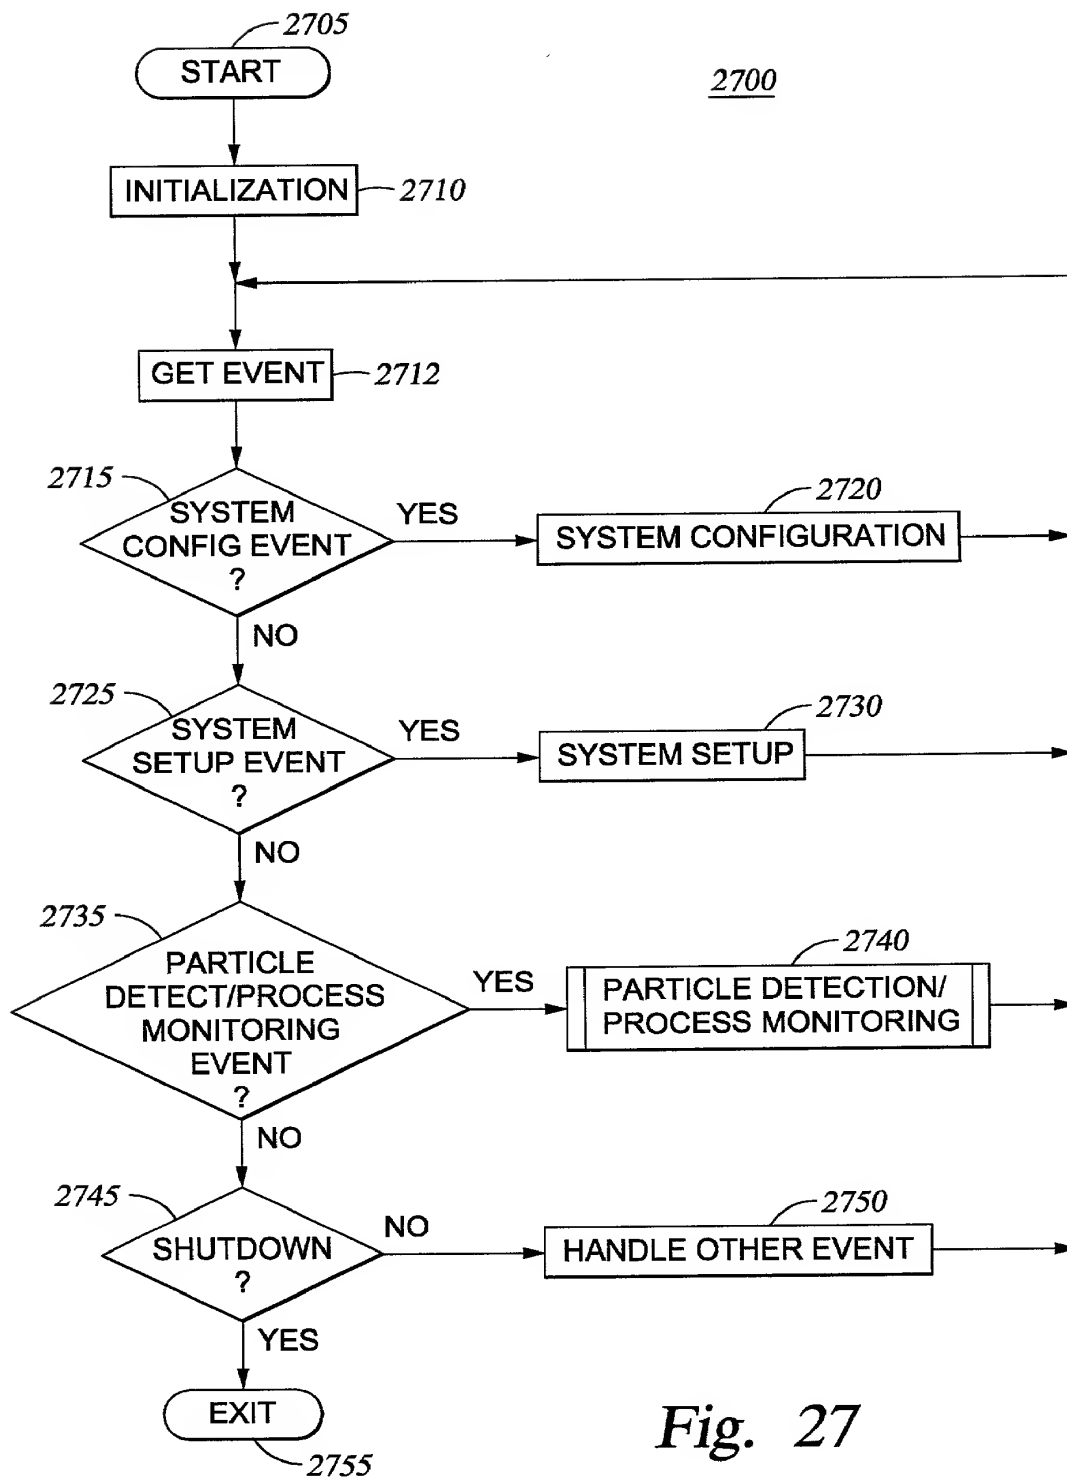 2705
START
2700
INITIALIZATION
2710
GET EVENT
2712
2715
SYSTEM
CONFIG EVENT
?
YES
2720
SYSTEM CONFIGURATION
NO
2725
SYSTEM
SETUP EVENT
?
YES
2730
SYSTEM SETUP
NO
2735
PARTICLE
DETECT/PROCESS
MONITORING
EVENT
?
YES
2740
PARTICLE DETECTION/
PROCESS MONITORING
NO
2745
SHUTDOWN
?
NO
2750
HANDLE OTHER EVENT
YES
EXIT
2755
Fig. 27